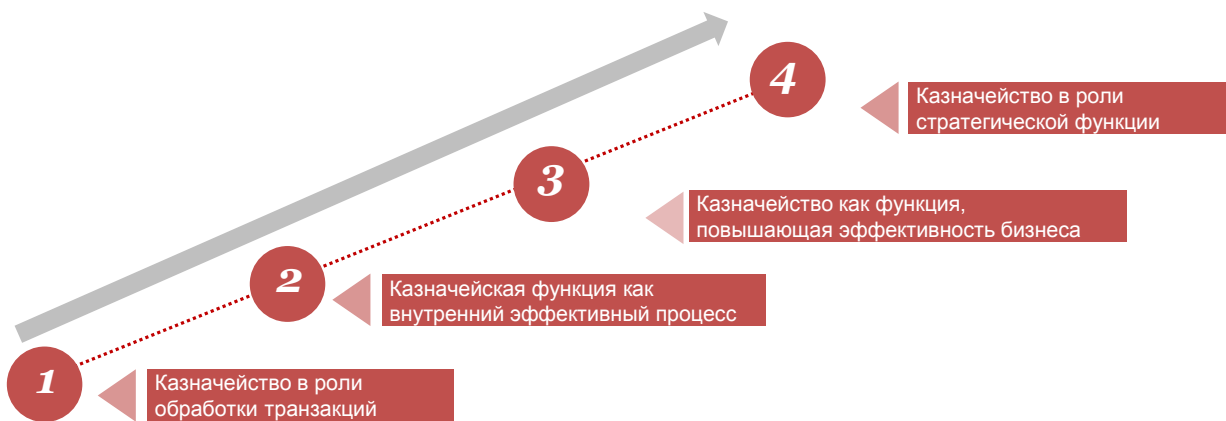 4
Казначейство в роли
стратегической функции
3
Казначейство как функция,
повышающая эффективность бизнеса
2
Казначейская функция как
внутренний эффективный процесс
1
Казначейство в роли
обработки транзакций